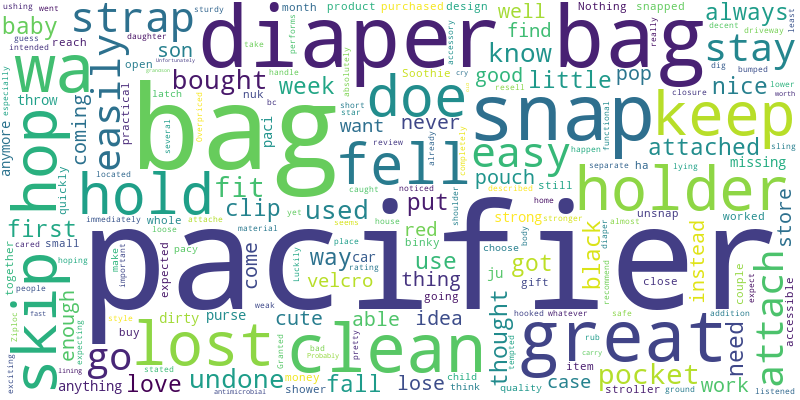 pacifier
bag
diaper bag
snap
great
holder
skip hop
hold
lost
clean
fell
keep
wa
doe
strap
easily
easy
attach
stay
attached
bought
undone
pocket
baby
son
week
always
well
find
know
good
little
pop
nice
want
never
pouch
fit
clip
used
put
red
binky
way
car
use
thing
velcro
come
got
black
instead
store
missing
first
small
enough
go
anything
love
cute
able
idea
fall
lose
thought
case
need
work
stroller
strong
stronger
unsnap
worked
coming
practical
throw
anymore
especially
quickly
together
dirty
purse
buy
expected
gift
item
couple
accessible
quality
shower
money
child
think
product
purchased
design
Nothing
snapped
month
reach
open
latch
nuk
paci
pacy
handle
accessory
performs
absolutely
Soothie
Overpriced
Unfortunately
daughter
sturdy
went
guess
intended
located
several
short
star
review
already
completely
cry
resell
functional
happen
separate
ha
lying
still
closure
dig
bumped
driveway
decent
least
lower
worth
sling
really
take
bc
caught
noticed
described
home
house
shoulder
yet
attache
seems
immediately
whole
loose
material
cared
hoping
people
make
important
place
Luckily
rating
going
choose
body
close
almost
recommend
diaper
ju
hooked
whatever
safe
addition
expect
rub
carry
tempted
ground
listened
weak
style
stated
antimicrobial
Granted
bad
Probably
pretty
Ziploc
fast
lining
expecting
exciting